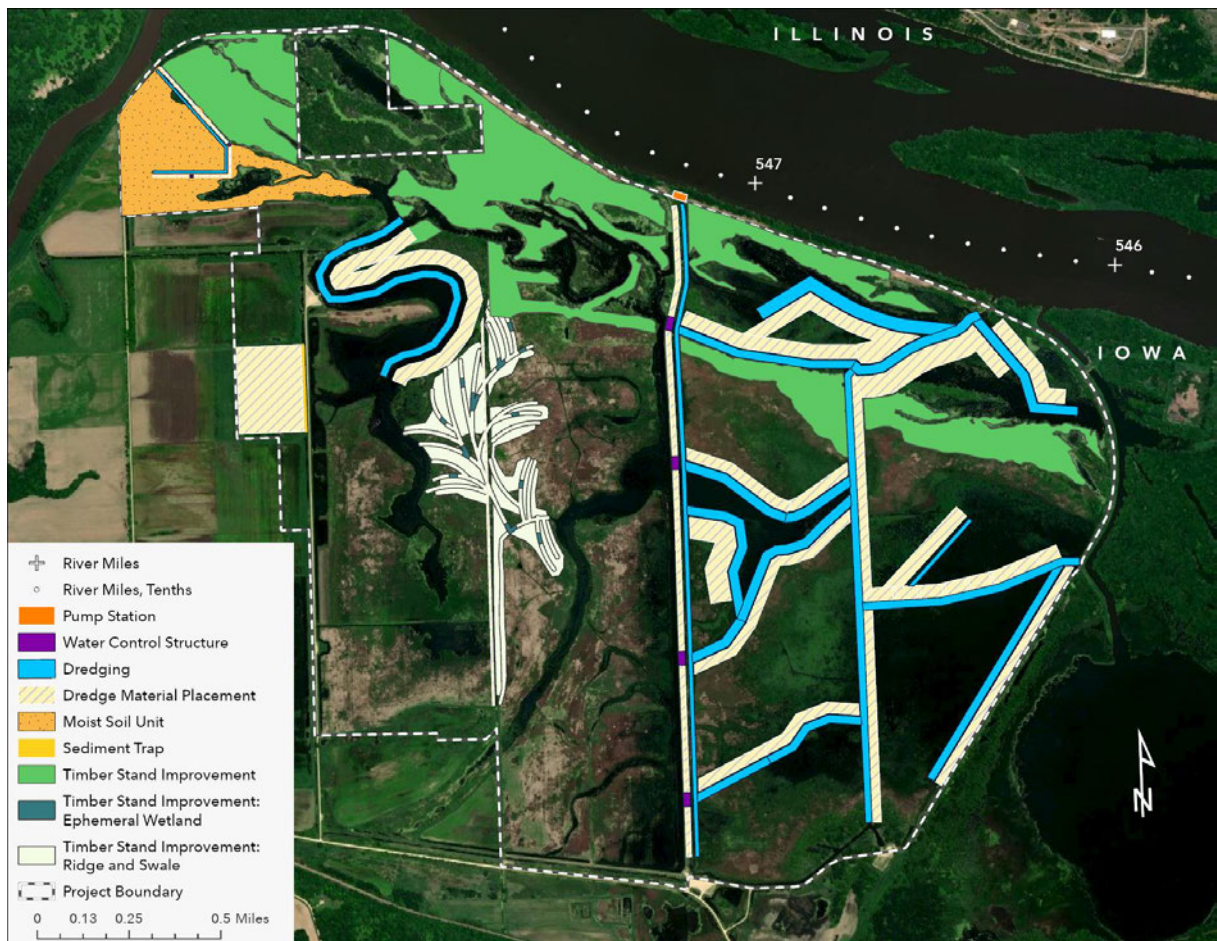 ILLINOIS
547
546
IOWA
N
River Miles
River Miles, Tenths
Pump Station
Water Control Structure
Dredging
Dredge Material Placement
Moist Soil Unit
Sediment Trap
Timber Stand Improvement
Timber Stand Improvement:
Ephemeral Wetland
Timber Stand Improvement:
Ridge and Swale
Project Boundary
0 0.13 0.25 0.5 Miles